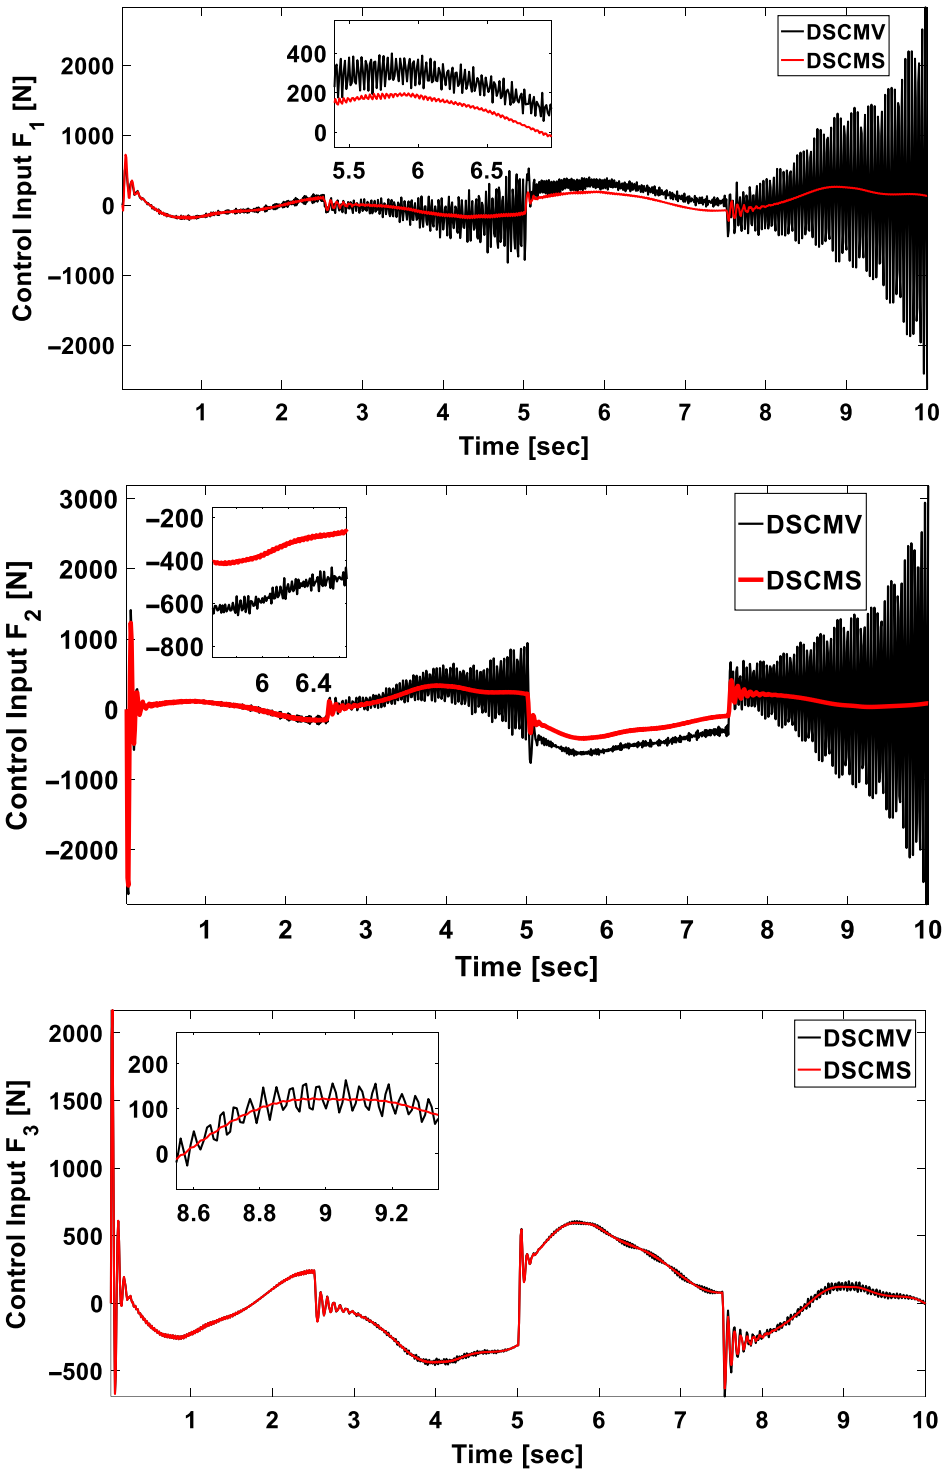 DSCMV
DSCMS
400
200
0
5.5 6 6.5
2000
1000
0
−1000
−2000
Control Input F1 [N]
1 2 3 4 5 6 7 8 9 10
Time [sec]
DSCMV
DSCMS
−200
−400
−600
−800
6 6.4
3000
2000
1000
0
−1000
−2000
Control Input F2 [N]
1 2 3 4 5 6 7 8 9 10
Time [sec]
DSCMV
DSCMS
200
100
0
8.6 8.8 9 9.2
2000
1500
1000
500
0
−500
Control Input F3 [N]
1 2 3 4 5 6 7 8 9 10
Time [sec]